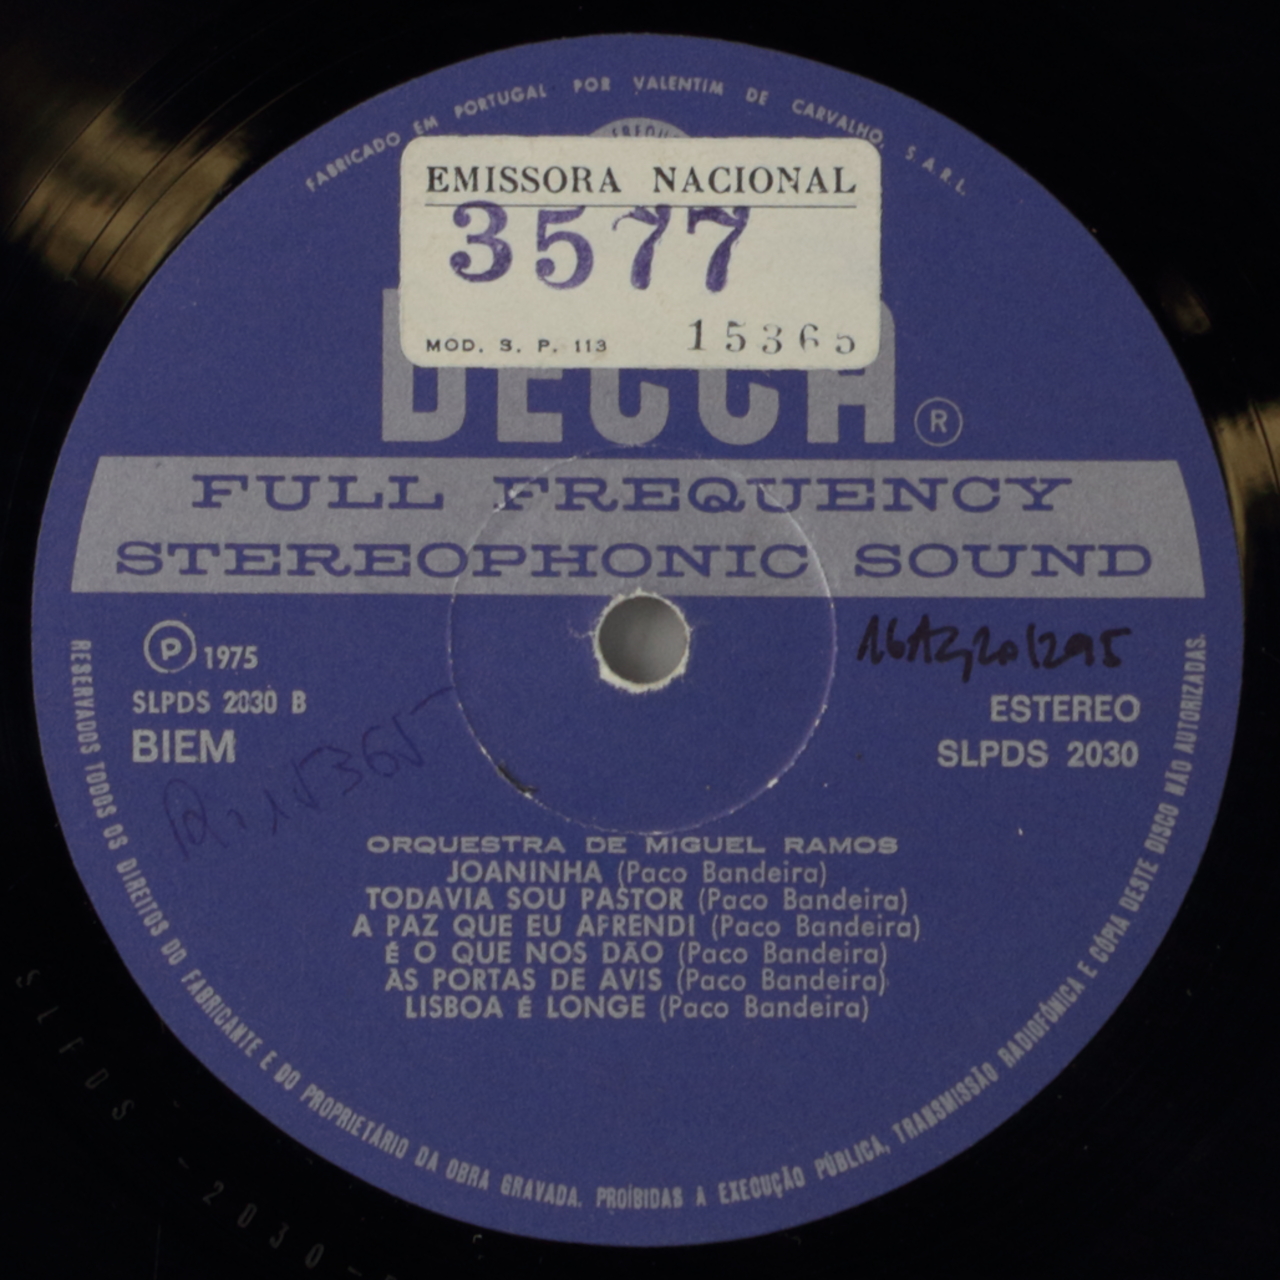 FABRICADO EM PORTUGAL POR VALENTIM DE CARVALHO, S.A.R.L.
EMISSORA NACIONAL
3577
MOD. S. P. 113 15365
DECCA ®
FULL FREQUENCY
STEREOPHONIC SOUND
℗ 1975
SLPDS 2030 B
BIEM
ESTEREO
SLPDS 2030
15365
ORQUESTRA DE MIGUEL RAMOS
JOANINHA (Paco Bandeira)
TODAVIA SOU PASTOR (Paco Bandeira)
A PAZ QUE EU AFRENDI (Paco Bandeira)
É O QUE NOS DÃO (Paco Bandeira)
ÀS PORTAS DE AVIS (Paco Bandeira)
LISBOA É LONGE (Paco Bandeira)
RESERVADOS TODOS OS DIREITOS DO FABRICANTE E DO PROPRIETÁRIO DA OBRA GRAVADA. PROÍBIDAS A EXECUÇÃO PÚBLICA, TRANSMISSÃO RADIOFÓNICA E CÓPIA DESTE DISCO NÃO AUTORIZADAS.
SLPDS-2030-